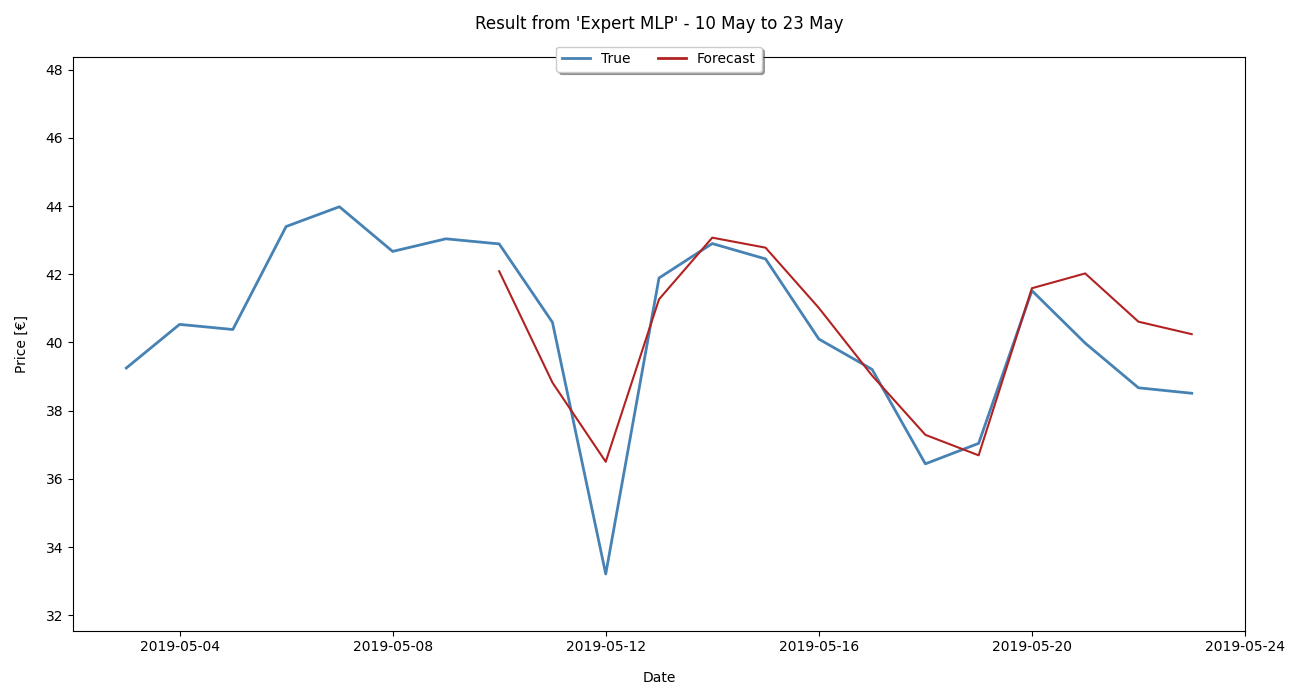 Result from 'Expert MLP' - 10 May to 23 May
True Forecast
48
46
44
42
40
38
36
34
32
Price [€]
2019-05-04 2019-05-08 2019-05-12 2019-05-16 2019-05-20 2019-05-24
Date